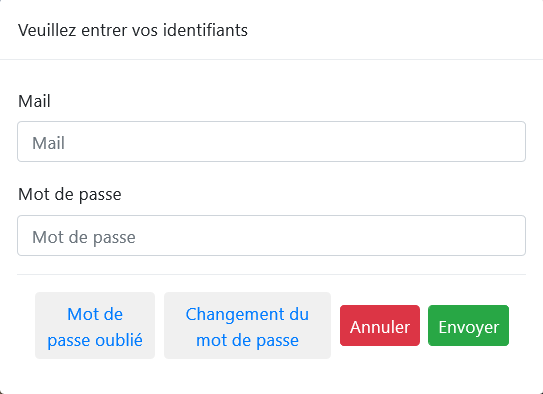 Veuillez entrer vos identifiants
Mail
Mail
Mot de passe
Mot de passe
Mot de
passe oublié
Changement du
mot de passe
Annuler
Envoyer